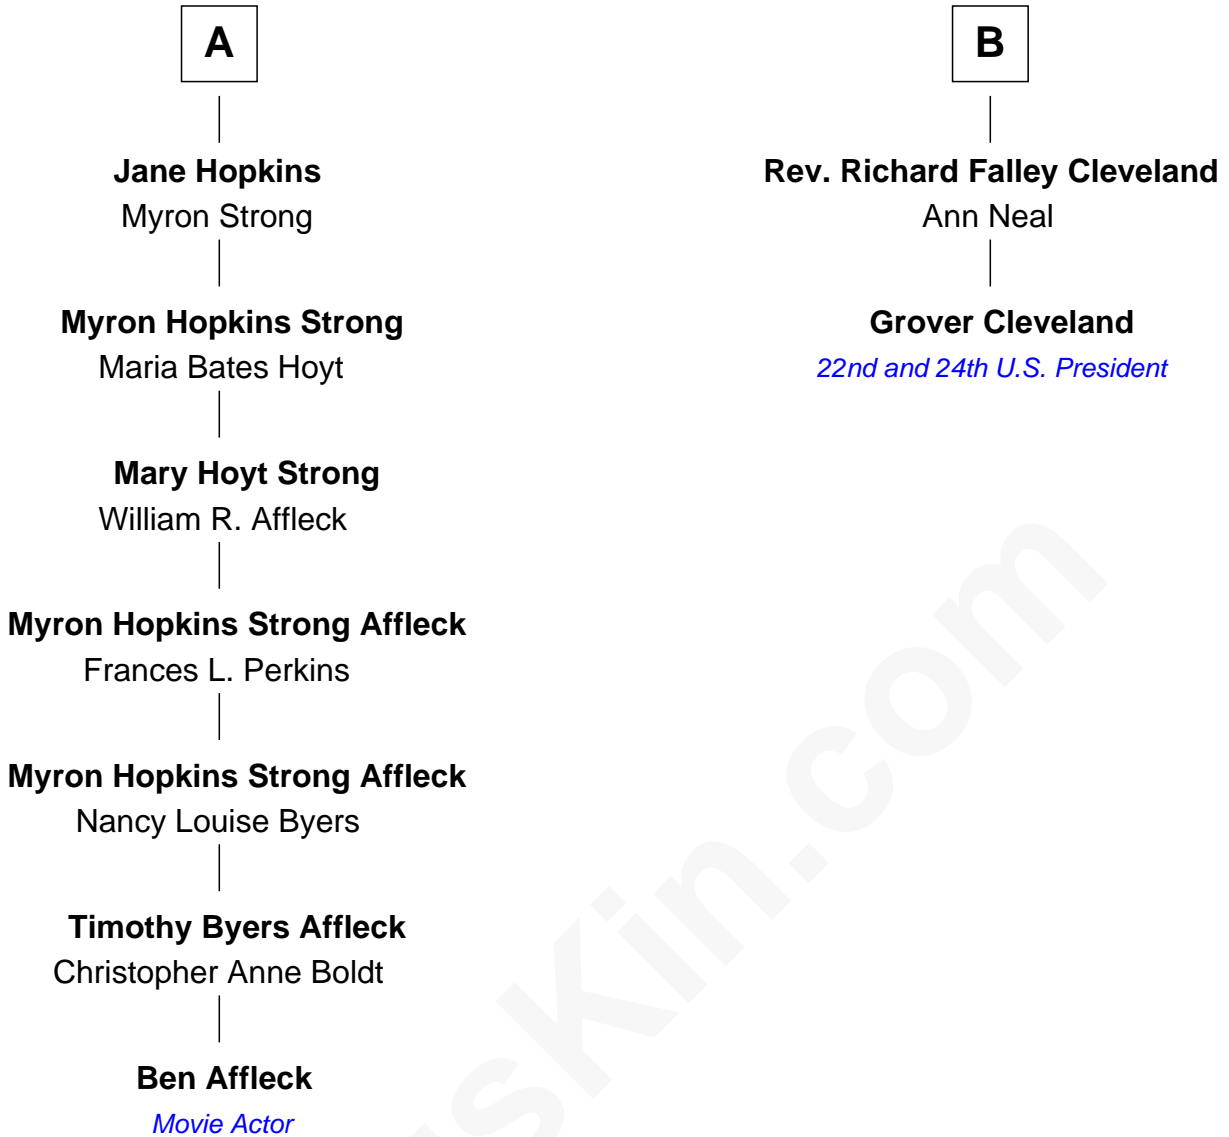 A
Jane Hopkins
Myron Strong
Myron Hopkins Strong
Maria Bates Hoyt
Mary Hoyt Strong
William R. Affleck
Myron Hopkins Strong Affleck
Frances L. Perkins
Myron Hopkins Strong Affleck
Nancy Louise Byers
Timothy Byers Affleck
Christopher Anne Boldt
Ben Affleck
Movie Actor
B
Rev. Richard Falley Cleveland
Ann Neal
Grover Cleveland
22nd and 24th U.S. President
usKin.com